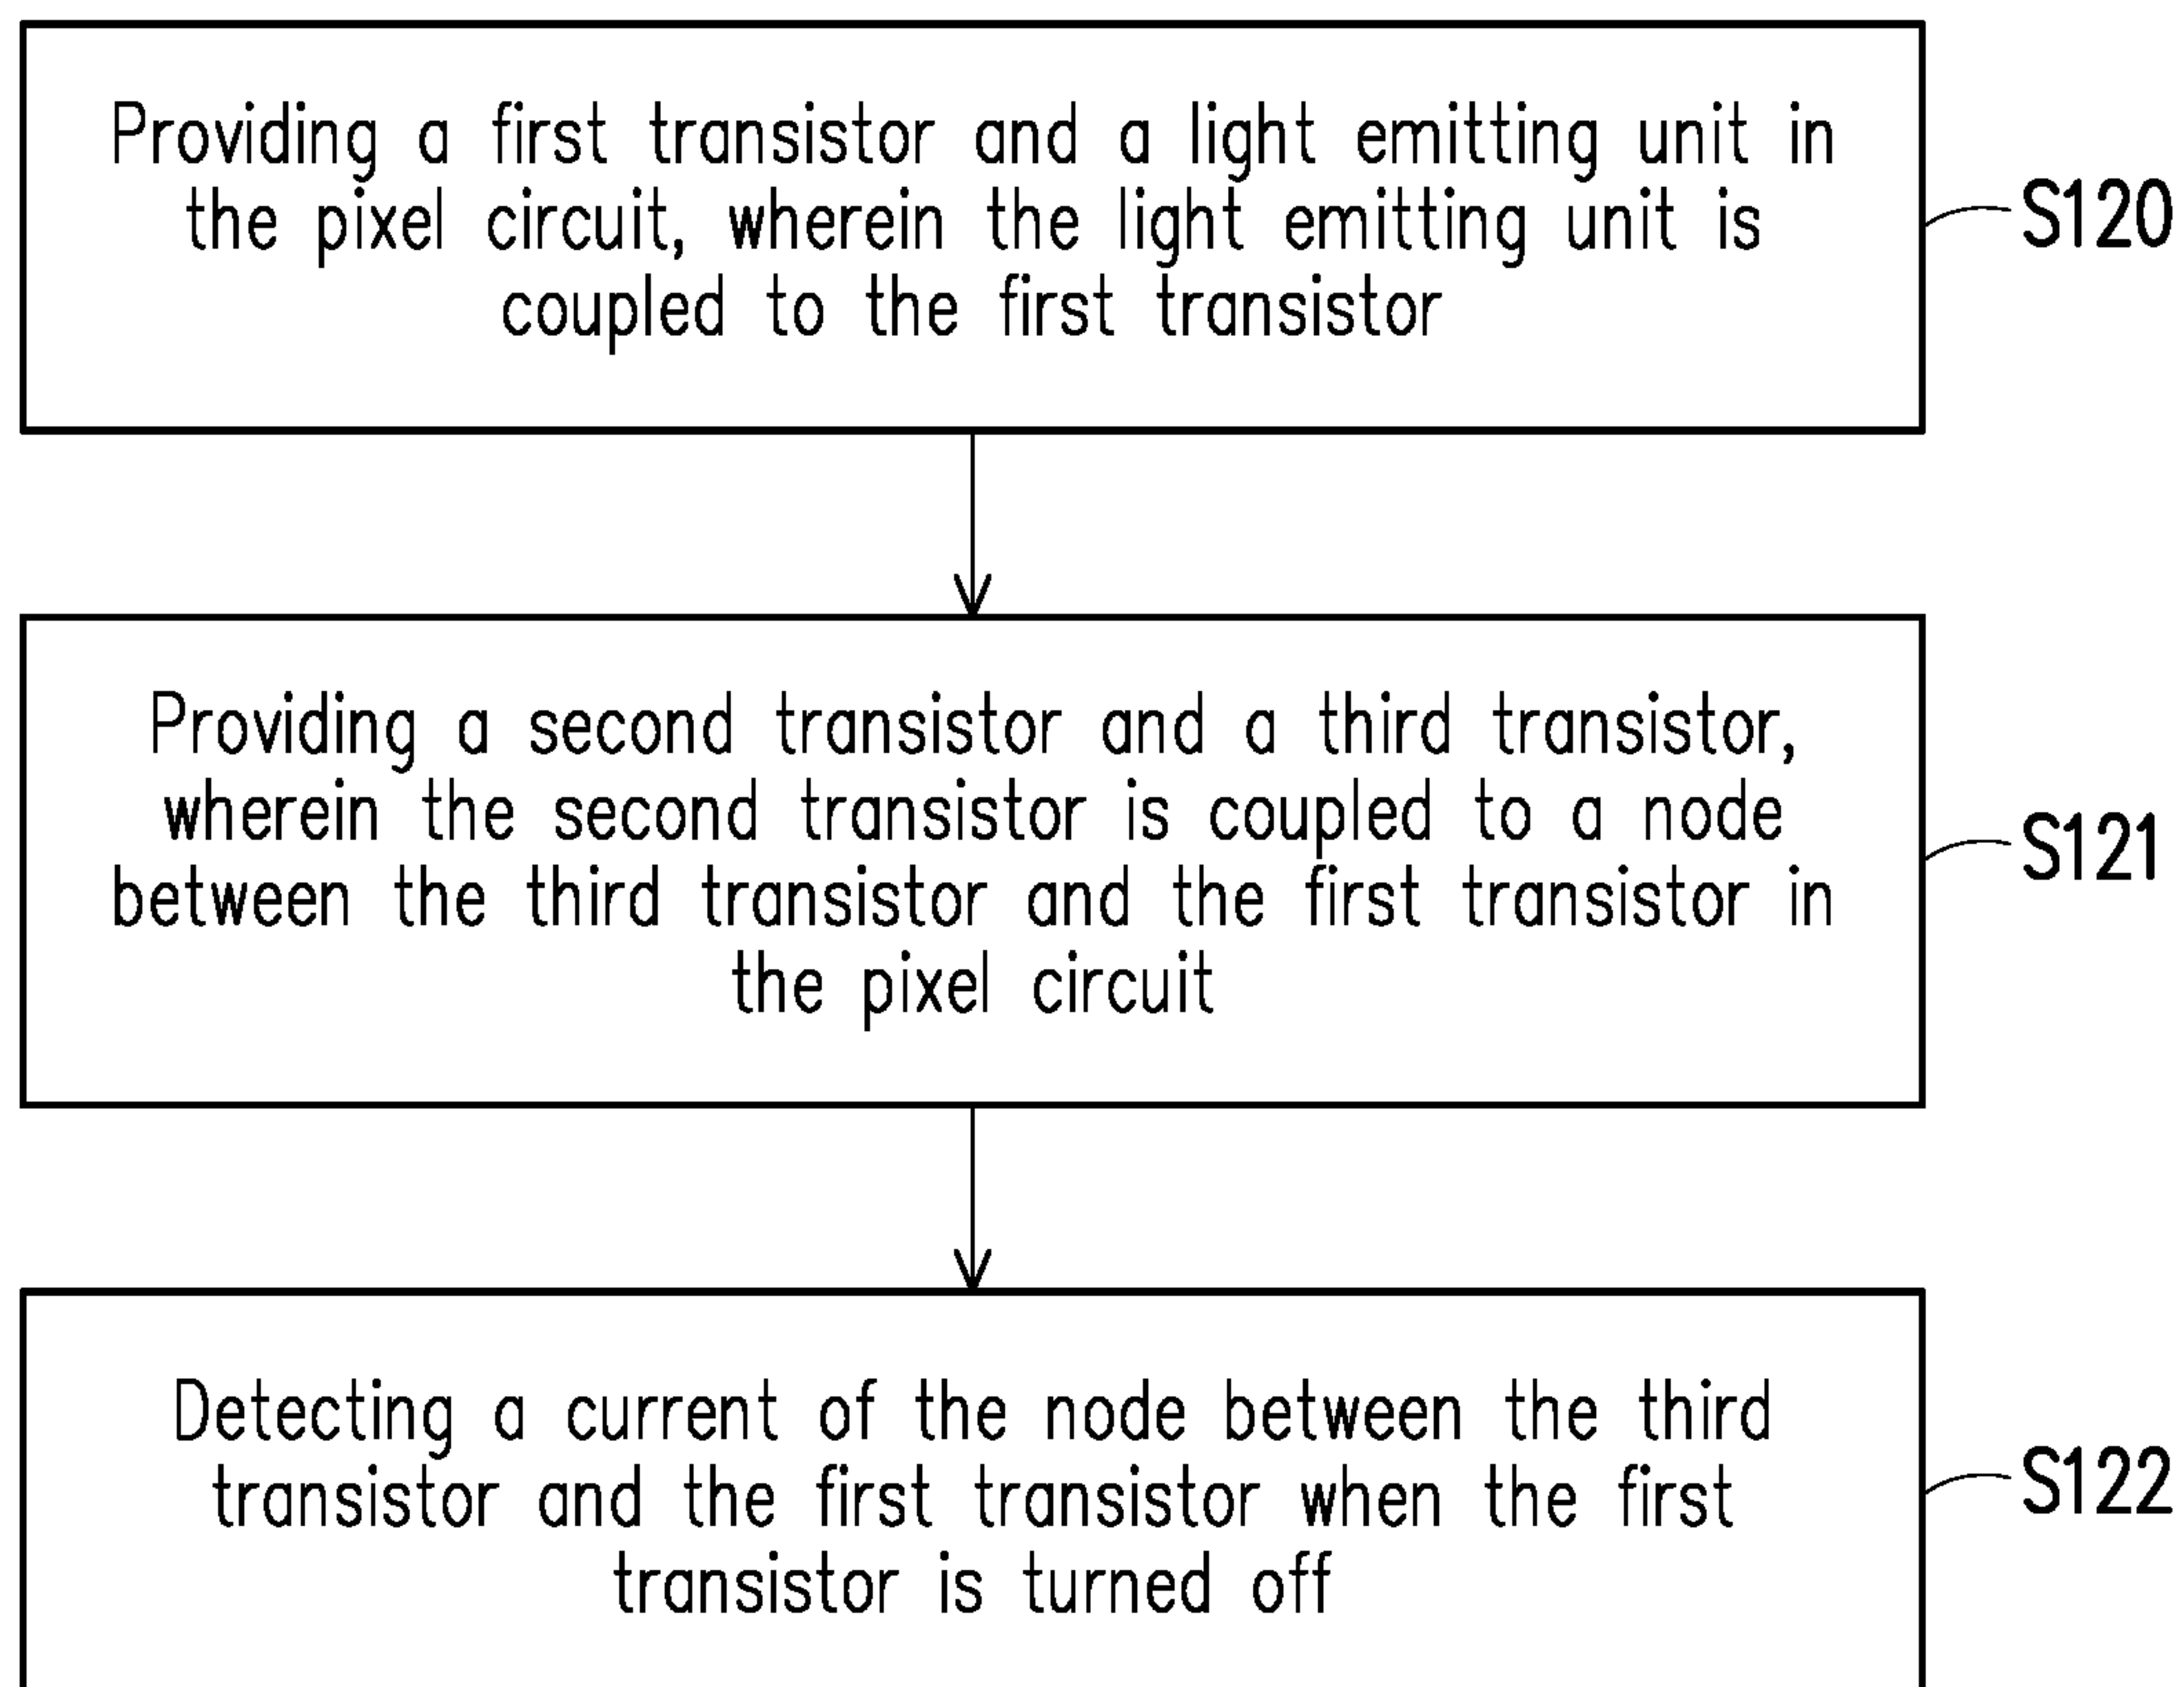 Providing a first transistor and a light emitting unit in
the pixel circuit, wherein the light emitting unit is
coupled to the first transistor
S120
Providing a second transistor and a third transistor,
wherein the second transistor is coupled to a node
between the third transistor and the first transistor in
the pixel circuit
S121
Detecting a current of the node between the third
transistor and the first transistor when the first
transistor is turned off
S122